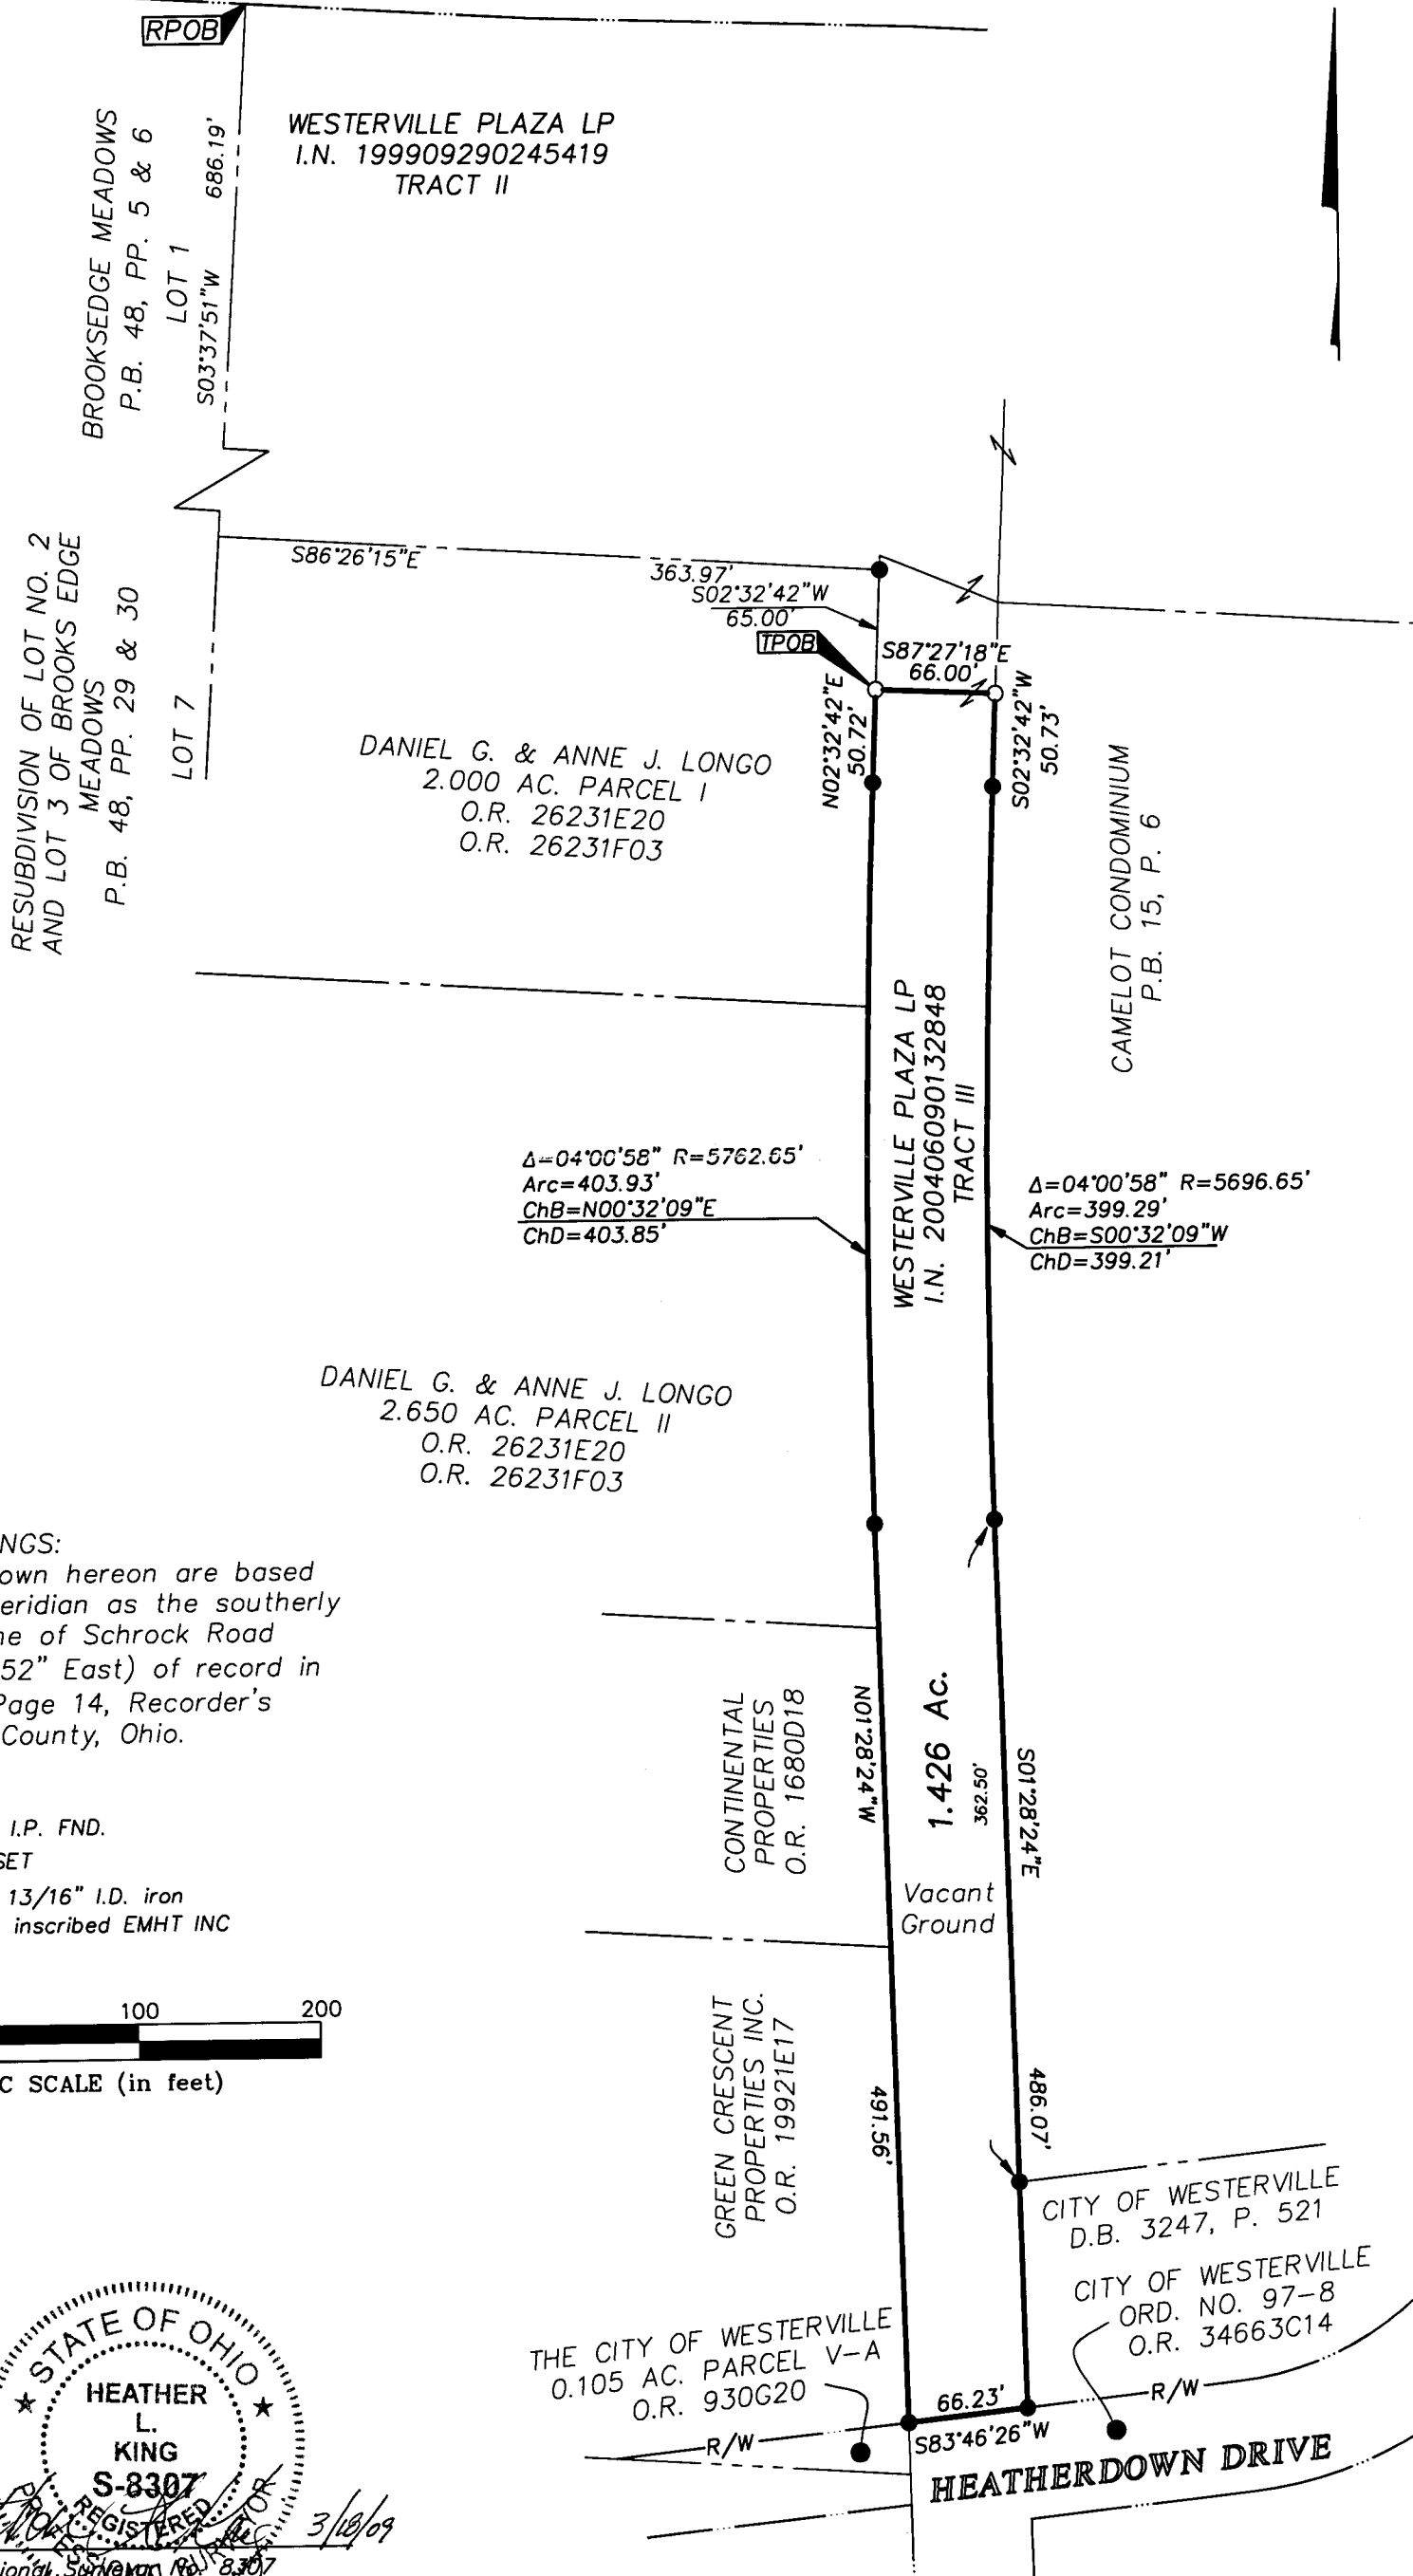 RPOB
WESTERVILLE PLAZA LP
I.N. 199909290245419
TRACT II
BROOKSEDGE MEADOWS
P.B. 48, PP. 5 & 6
LOT 1
S03°37'51"W 686.19'
RESUBDIVISION OF LOT NO. 2
AND LOT 3 OF BROOKS EDGE
MEADOWS
P.B. 48, PP. 29 & 30
LOT 7
S86°26'15"E
363.97'
S02°32'42"W
65.00'
TPOB
S87°27'18"E
66.00'
N02°32'42"E
50.72'
S02°32'42"W
50.73'
DANIEL G. & ANNE J. LONGO
2.000 AC. PARCEL I
O.R. 26231E20
O.R. 26231F03
CAMELOT CONDOMINIUM
P.B. 15, P. 6
WESTERVILLE PLAZA LP
I.N. 200406090132848
TRACT III
Δ=04°00'58" R=5762.65'
Arc=403.93'
ChB=N00°32'09"E
ChD=403.85'
Δ=04°00'58" R=5696.65'
Arc=399.29'
ChB=S00°32'09"W
ChD=399.21'
DANIEL G. & ANNE J. LONGO
2.650 AC. PARCEL II
O.R. 26231E20
O.R. 26231F03
NGS:
own hereon are based
eridian as the southerly
ne of Schrock Road
52" East) of record in
Page 14, Recorder's
County, Ohio.
I.P. FND.
SET
13/16" I.D. iron
inscribed EMHT INC
CONTINENTAL
PROPERTIES
O.R. 1680D18
N01°28'24"W
491.56'
1.426 Ac.
362.50'
S01°28'24"E
486.07'
Vacant
Ground
100 200
C SCALE (in feet)
GREEN CRESCENT
PROPERTIES INC.
O.R. 19921E17
CITY OF WESTERVILLE
D.B. 3247, P. 521
CITY OF WESTERVILLE
ORD. NO. 97-8
O.R. 34663C14
THE CITY OF WESTERVILLE
0.105 AC. PARCEL V-A
O.R. 930G20
R/W
66.23'
S83°46'26"W
R/W
HEATHERDOWN DRIVE
STATE OF OHIO
HEATHER
L.
KING
S-8307
REGISTERED
PROFESSIONAL SURVEYOR
3/18/09
ional Surveyor No. 8307